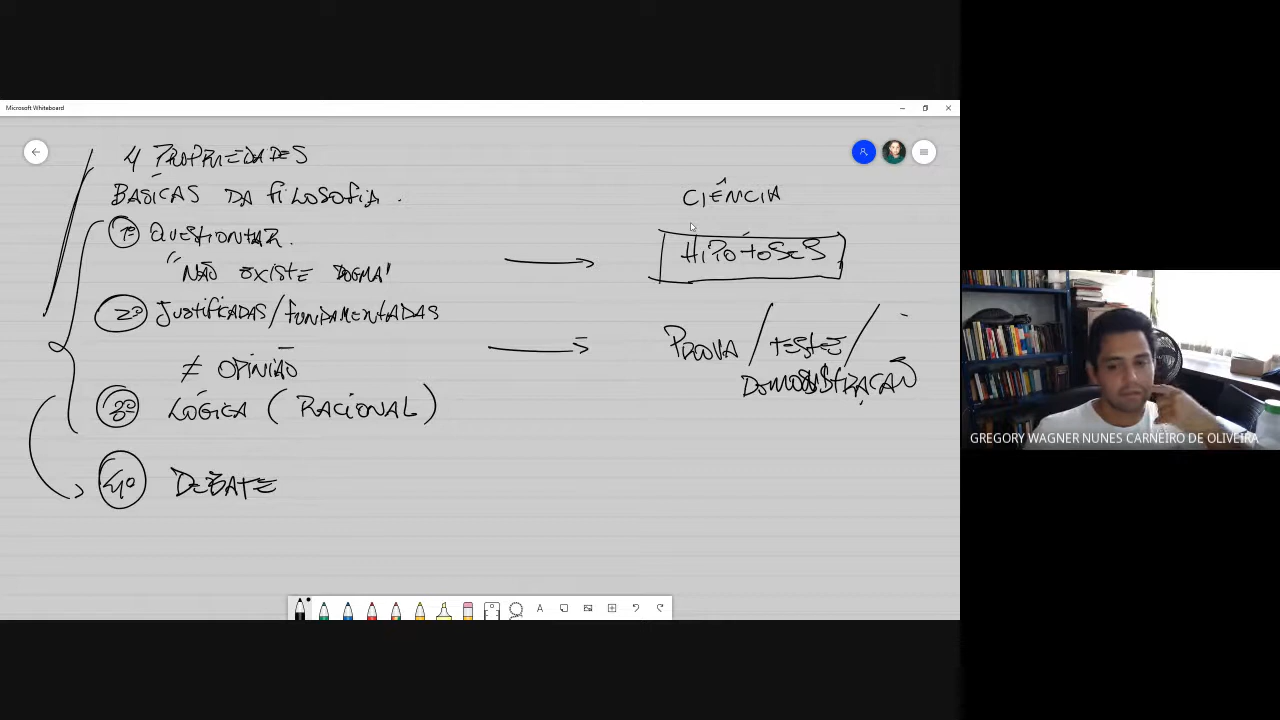 Microsoft Whiteboard
4 PROPRIEDADES
BÁSICAS DA FILOSOFIA.
1º QUESTIONAR.
"NÃO EXISTE DOGMA"
2º JUSTIFICADAS/FUNDAMENTADAS
≠ OPINIÃO
3º LÓGICA (RACIONAL)
4º DEBATE
CIÊNCIA
HIPÓTESES
PROVA / TESTES /
DEMONSTRAÇÃO
GREGORY WAGNER NUNES CARNEIRO DE OLIVEIRA